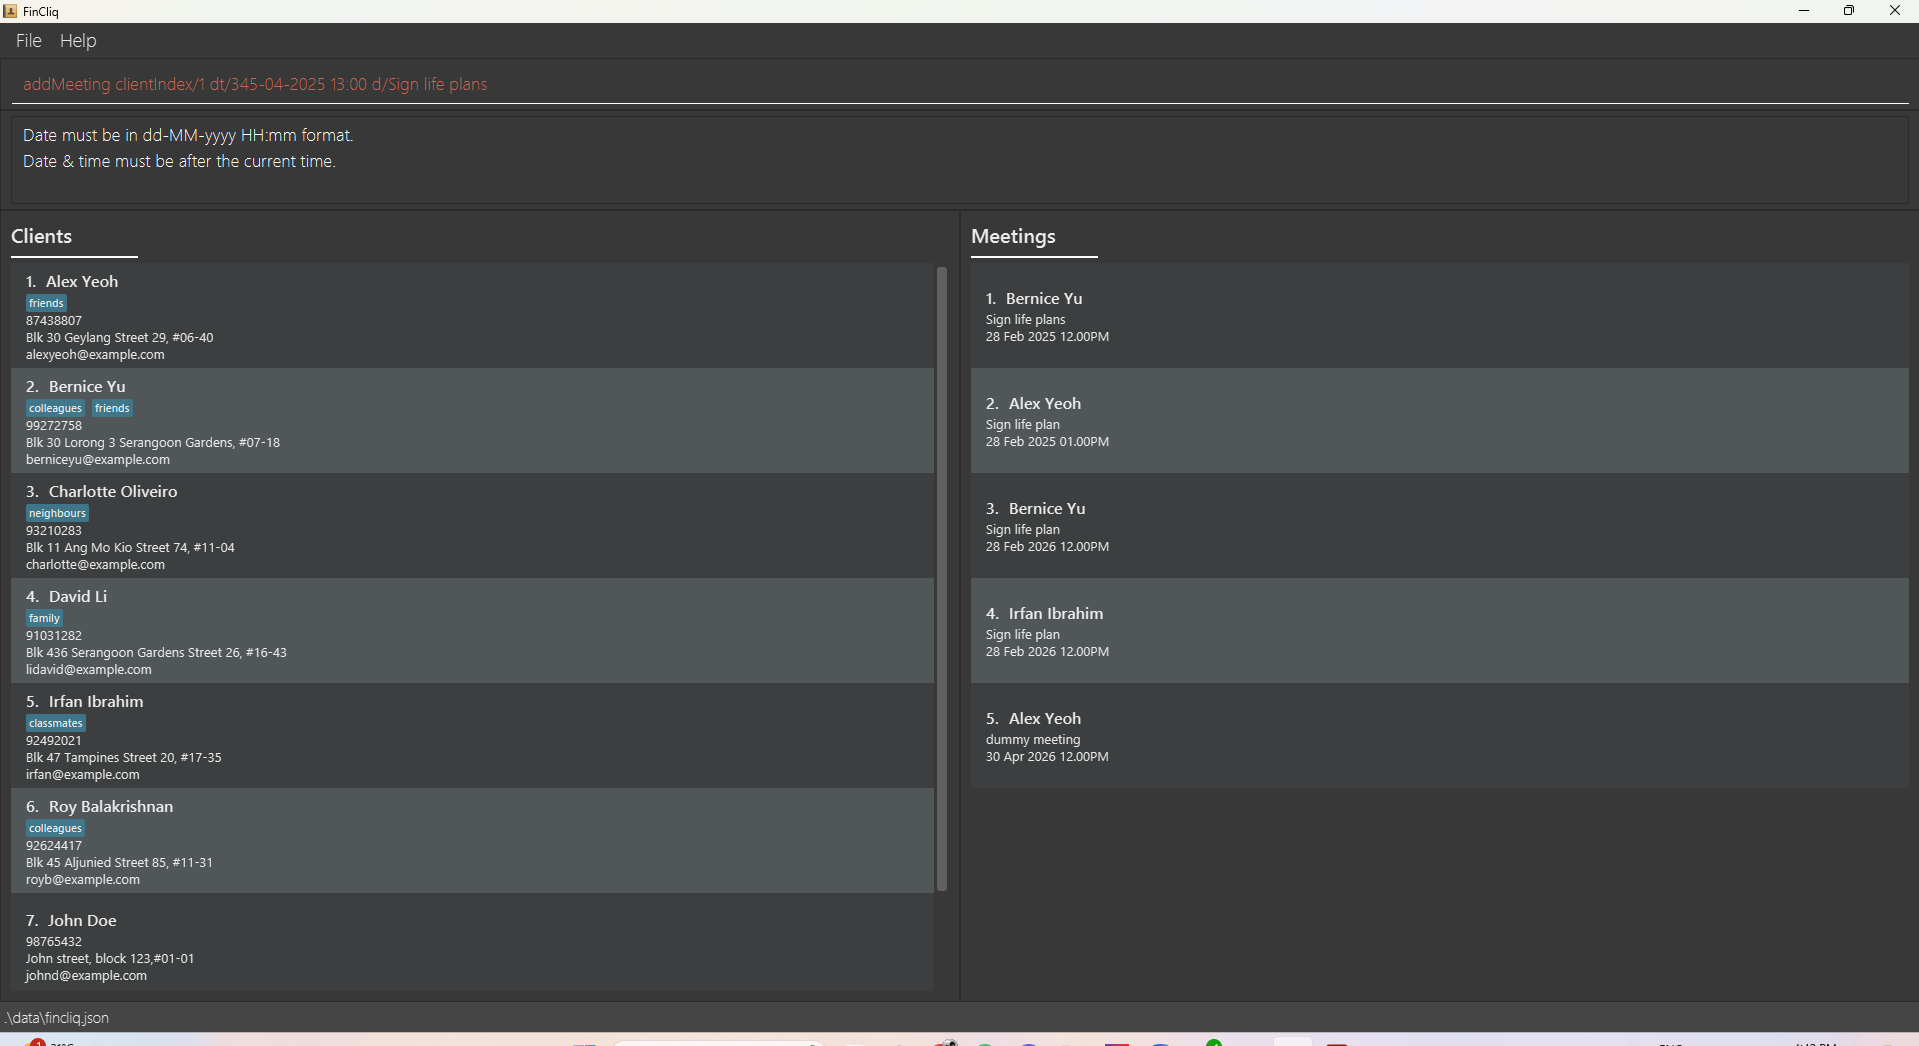 FinCliq
File Help
addMeeting clientIndex/1 dt/345-04-2025 13:00 d/Sign life plans
Date must be in dd-MM-yyyy HH:mm format.
Date & time must be after the current time.
Clients
1. Alex Yeoh
friends
87438807
Blk 30 Geylang Street 29, #06-40
alexyeoh@example.com
2. Bernice Yu
colleagues friends
99272758
Blk 30 Lorong 3 Serangoon Gardens, #07-18
berniceyu@example.com
3. Charlotte Oliveiro
neighbours
93210283
Blk 11 Ang Mo Kio Street 74, #11-04
charlotte@example.com
4. David Li
family
91031282
Blk 436 Serangoon Gardens Street 26, #16-43
lidavid@example.com
5. Irfan Ibrahim
classmates
92492021
Blk 47 Tampines Street 20, #17-35
irfan@example.com
6. Roy Balakrishnan
colleagues
92624417
Blk 45 Aljunied Street 85, #11-31
royb@example.com
7. John Doe
98765432
John street, block 123,#01-01
johnd@example.com
Meetings
1. Bernice Yu
Sign life plans
28 Feb 2025 12.00PM
2. Alex Yeoh
Sign life plan
28 Feb 2025 01.00PM
3. Bernice Yu
Sign life plan
28 Feb 2026 12.00PM
4. Irfan Ibrahim
Sign life plan
28 Feb 2026 12.00PM
5. Alex Yeoh
dummy meeting
30 Apr 2026 12.00PM
.\data\fincliq.json